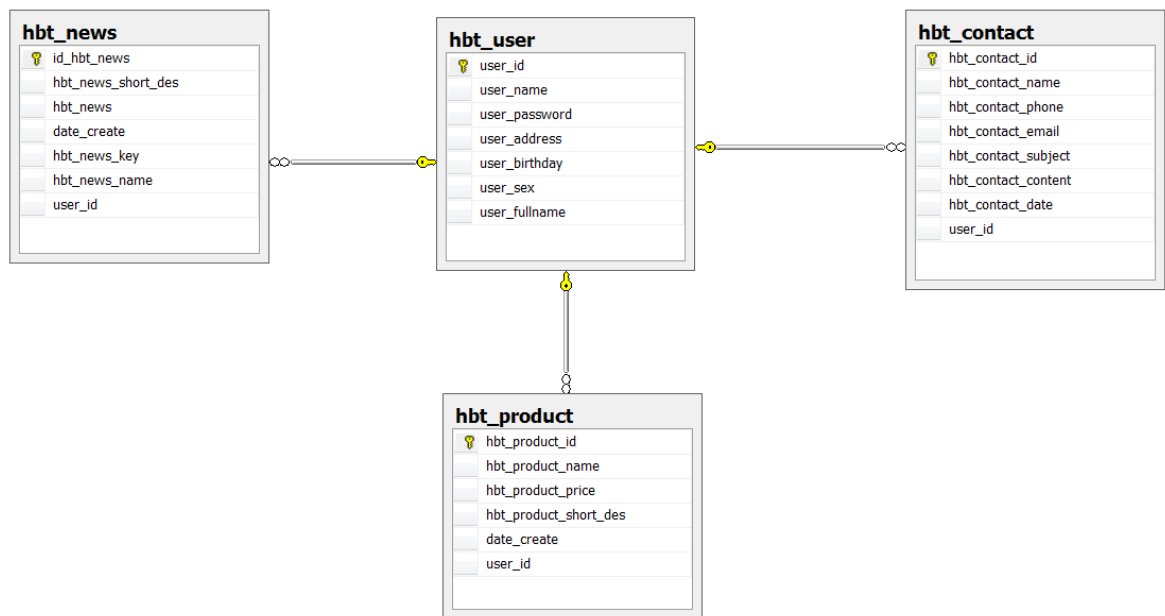 hbt_news
id_hbt_news
hbt_news_short_des
hbt_news
date_create
hbt_news_key
hbt_news_name
user_id
hbt_user
user_id
user_name
user_password
user_address
user_birthday
user_sex
user_fullname
hbt_contact
hbt_contact_id
hbt_contact_name
hbt_contact_phone
hbt_contact_email
hbt_contact_subject
hbt_contact_content
hbt_contact_date
user_id
hbt_product
hbt_product_id
hbt_product_name
hbt_product_price
hbt_product_short_des
date_create
user_id